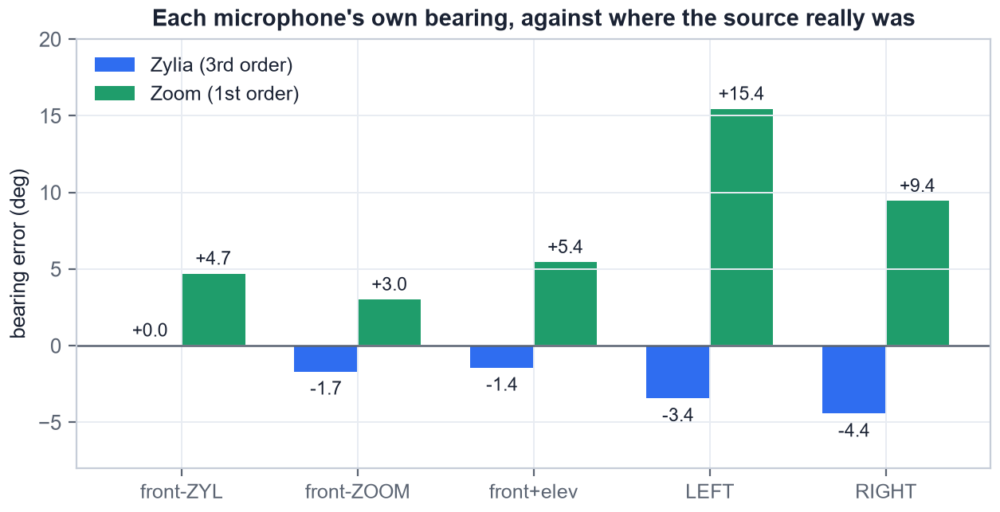 Each microphone's own bearing, against where the source really was
Zylia (3rd order)
Zoom (1st order)
bearing error (deg)
20
15
10
5
0
−5
+0.0
+4.7
-1.7
+3.0
-1.4
+5.4
-3.4
+15.4
-4.4
+9.4
front-ZYL
front-ZOOM
front+elev
LEFT
RIGHT